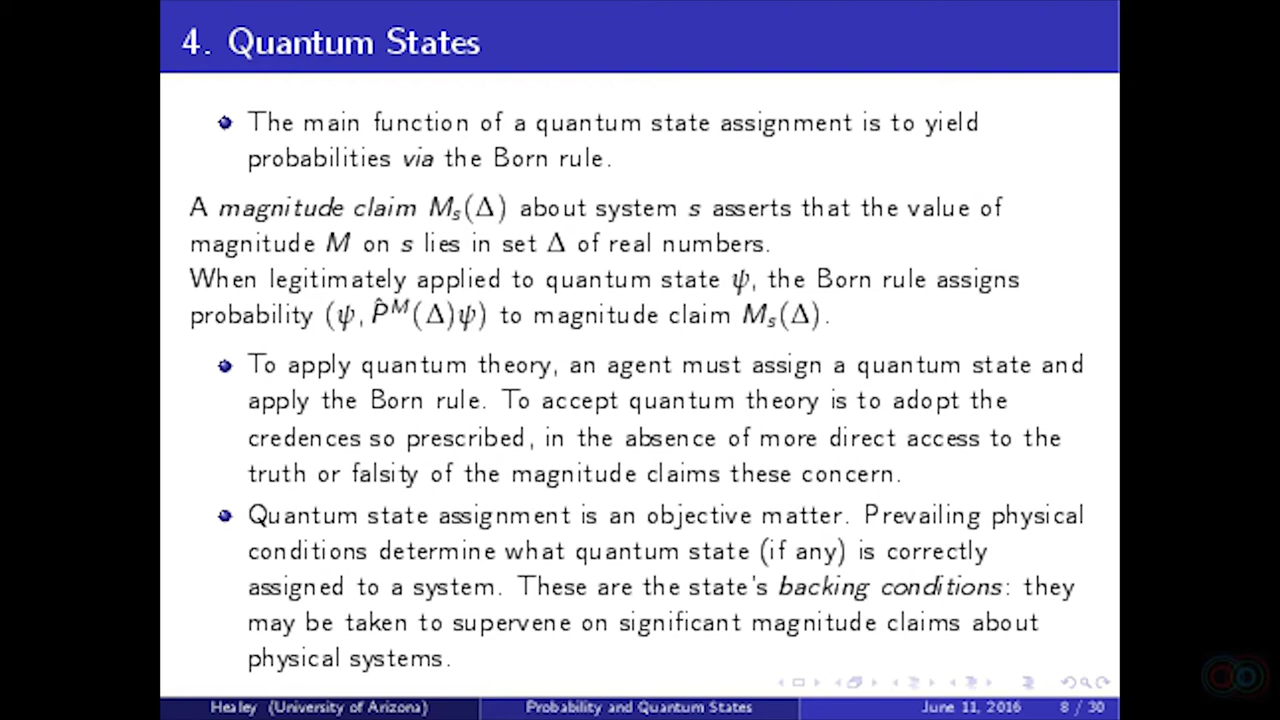 4. Quantum States
The main function of a quantum state assignment is to yield
probabilities via the Born rule.
A magnitude claim Mₛ(Δ) about system s asserts that the value of
magnitude M on s lies in set Δ of real numbers.
When legitimately applied to quantum state ψ, the Born rule assigns
probability (ψ, P̂ᴹ(Δ)ψ) to magnitude claim Mₛ(Δ).
To apply quantum theory, an agent must assign a quantum state and
apply the Born rule. To accept quantum theory is to adopt the
credences so prescribed, in the absence of more direct access to the
truth or falsity of the magnitude claims these concern.
Quantum state assignment is an objective matter. Prevailing physical
conditions determine what quantum state (if any) is correctly
assigned to a system. These are the state's backing conditions: they
may be taken to supervene on significant magnitude claims about
physical systems.
Healey (University of Arizona) Probability and Quantum States June 11, 2016 8 / 30